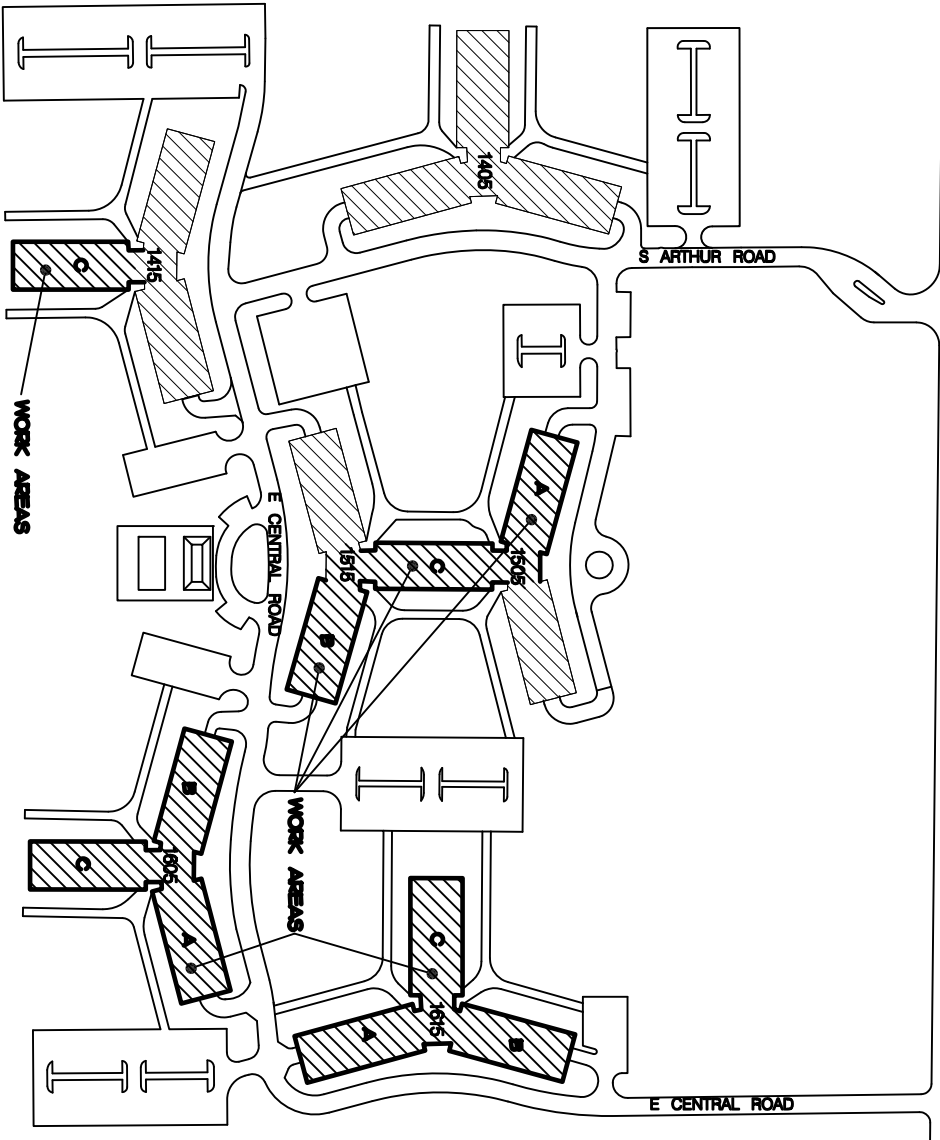 1405
S ARTHUR ROAD
1415
C
WORK AREAS
A
1505
C
1515
E CENTRAL ROAD
B
WORK AREAS
B
C
1605
A
C
1615
A
B
E CENTRAL ROAD